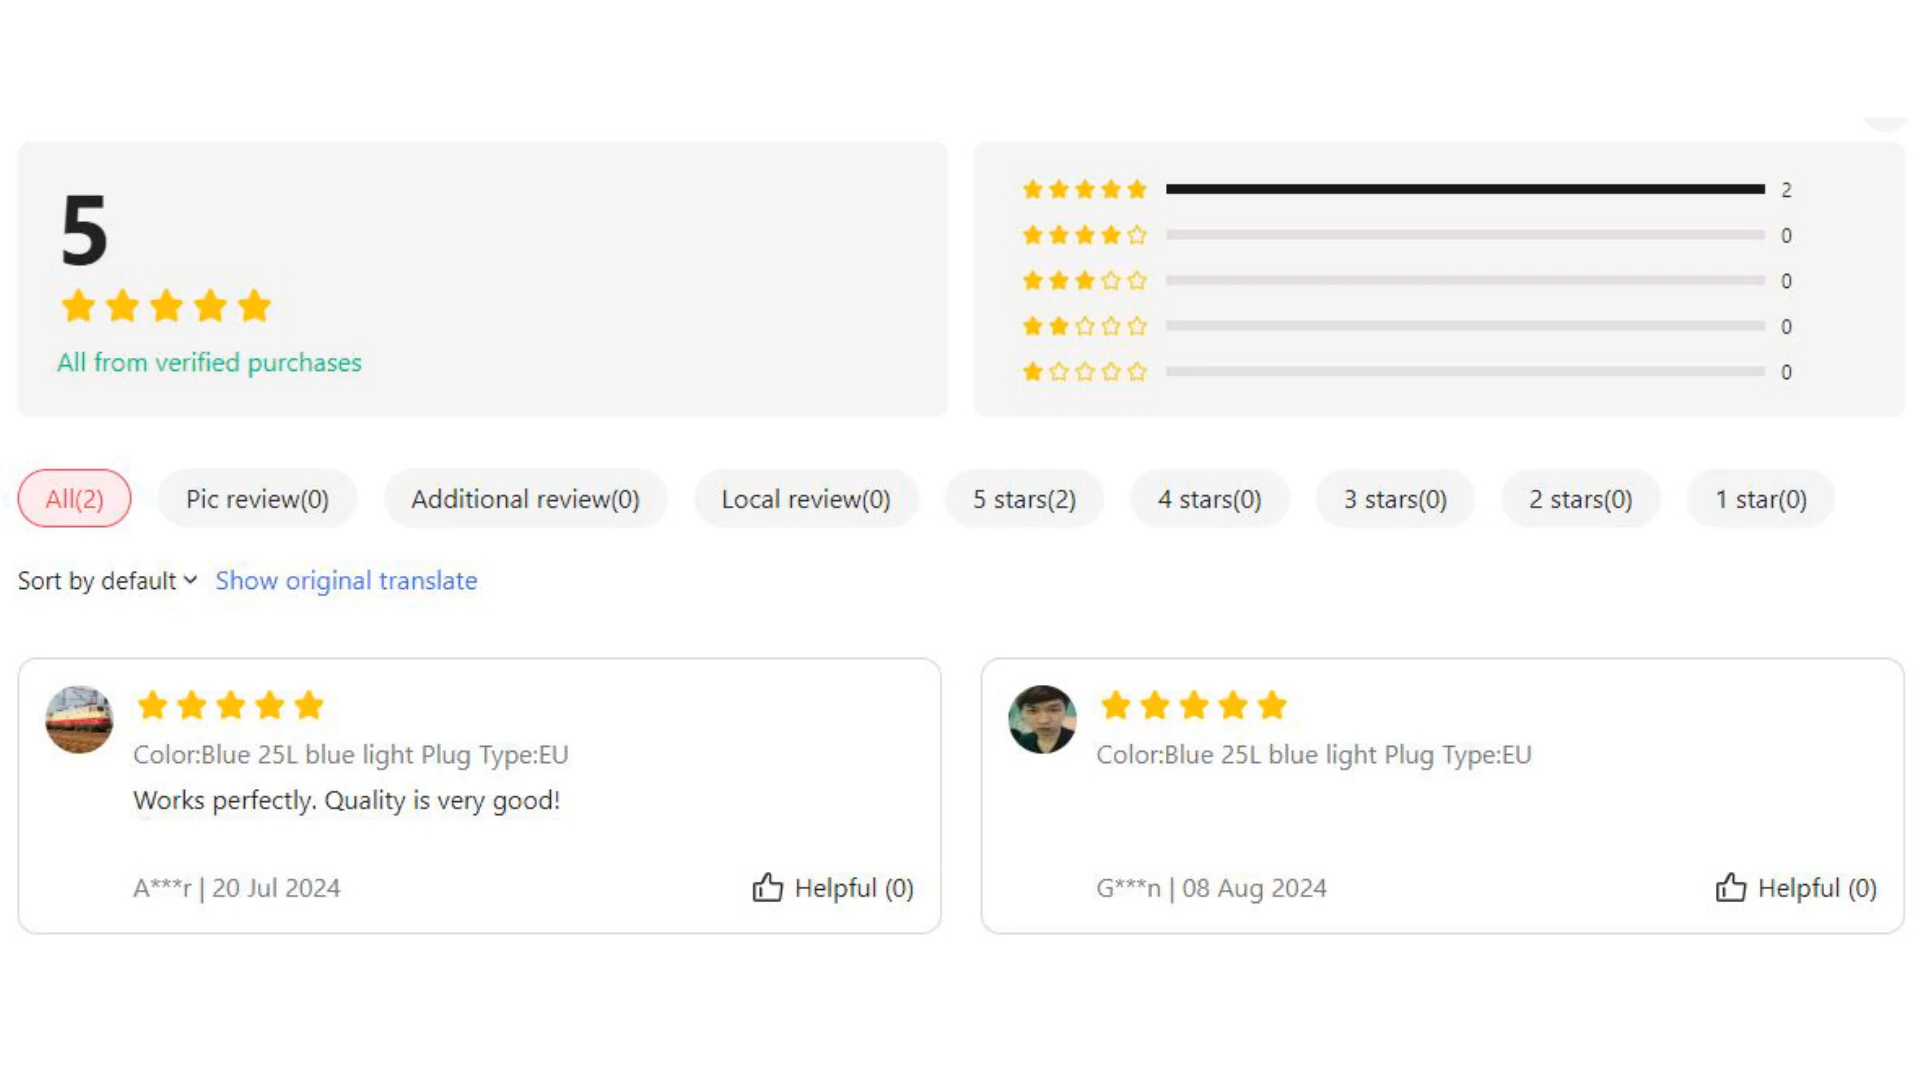 5
All from verified purchases
2
0
0
0
0
All(2)
Pic review(0)
Additional review(0)
Local review(0)
5 stars(2)
4 stars(0)
3 stars(0)
2 stars(0)
1 star(0)
Sort by default
Show original translate
Color:Blue 25L blue light Plug Type:EU
Works perfectly. Quality is very good!
A***r | 20 Jul 2024
Helpful (0)
Color:Blue 25L blue light Plug Type:EU
G***n | 08 Aug 2024
Helpful (0)